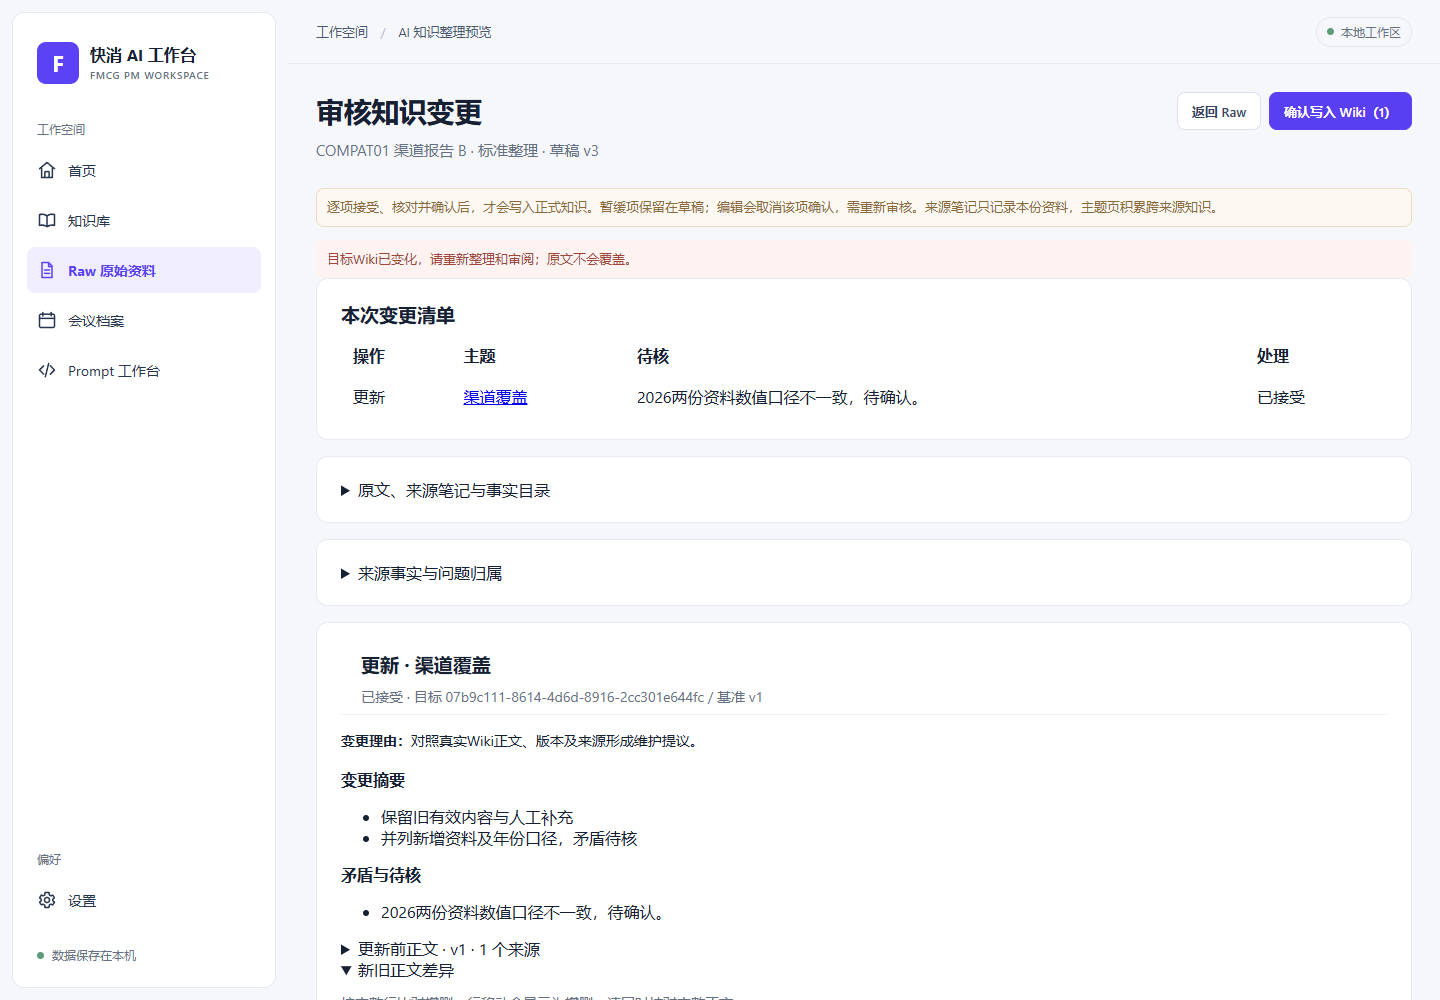 F
快消 AI 工作台
FMCG PM WORKSPACE
工作空间
首页
知识库
Raw 原始资料
会议档案
Prompt 工作台
偏好
设置
数据保存在本机
工作空间 / AI 知识整理预览
本地工作区
审核知识变更
COMPAT01 渠道报告 B · 标准整理 · 草稿 v3
返回 Raw
确认写入 Wiki（1）
逐项接受、核对并确认后，才会写入正式知识。暂缓项保留在草稿；编辑会取消该项确认，需重新审核。来源笔记只记录本份资料，主题页积累跨来源知识。
目标Wiki已变化，请重新整理和审阅；原文不会覆盖。
本次变更清单
操作 主题 待核 处理
更新 渠道覆盖 2026两份资料数值口径不一致，待确认。 已接受
原文、来源笔记与事实目录
来源事实与问题归属
更新 · 渠道覆盖
已接受 · 目标 07b9c111-8614-4d6d-8916-2cc301e644fc / 基准 v1
变更理由：对照真实Wiki正文、版本及来源形成维护提议。
变更摘要
保留旧有效内容与人工补充
并列新增资料及年份口径，矛盾待核
矛盾与待核
2026两份资料数值口径不一致，待确认。
更新前正文 · v1 · 1 个来源
新旧正文差异